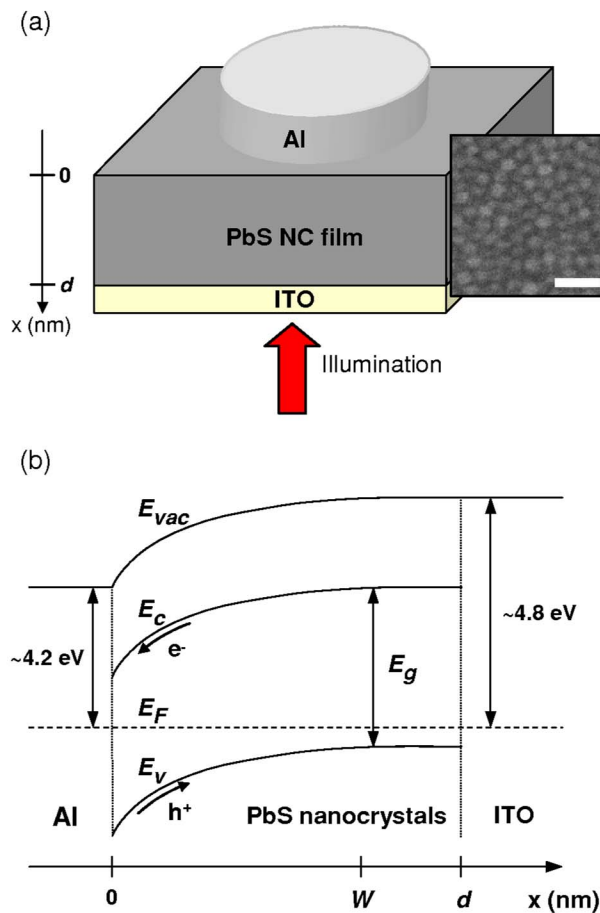 (a)
Al
0
PbS NC film
d
ITO
x (nm)
Illumination
(b)
E_vac
E_c
e-
~4.2 eV
~4.8 eV
E_g
E_F
E_v
h+
Al
PbS nanocrystals
ITO
0
W
d
x (nm)